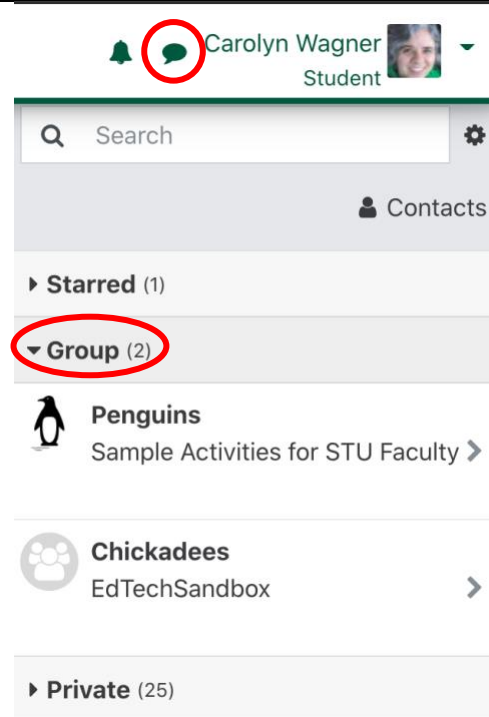 Carolyn Wagner
Student
Search
Contacts
Starred (1)
Group (2)
Penguins
Sample Activities for STU Faculty
Chickadees
EdTechSandbox
Private (25)